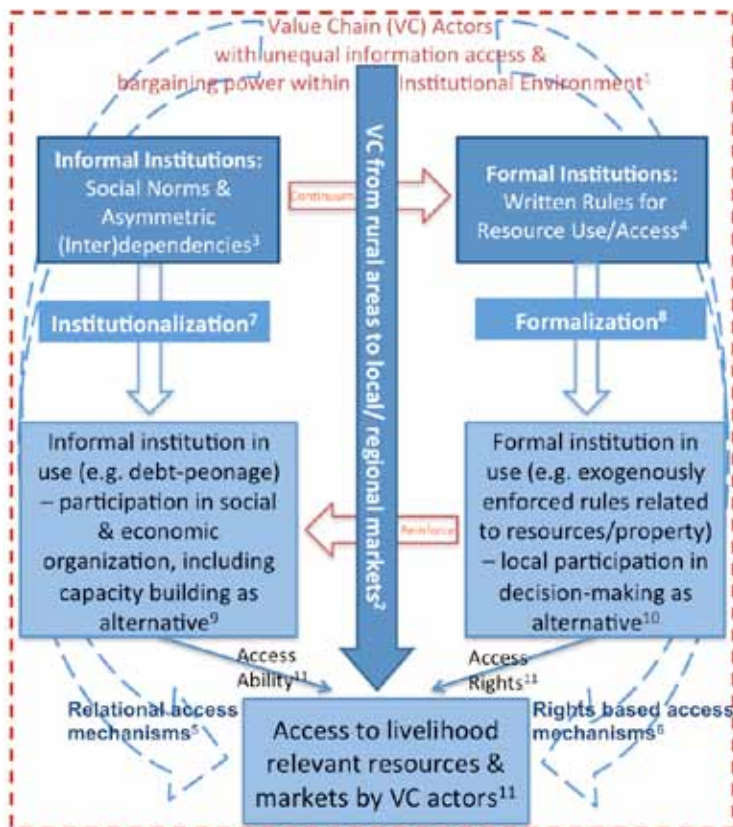 Value Chain (VC) Actors
with unequal information access &
bargaining power within
Institutional Environment¹
Informal Institutions:
Social Norms &
Asymmetric
(Inter)dependencies³
Continuum
Formal Institutions:
Written Rules for
Resource Use/Access⁴
VC from rural areas to local/ regional markets²
Institutionalization⁷
Formalization⁸
Informal institution in
use (e.g. debt-peonage)
– participation in social
& economic
organization, including
capacity building as
alternative⁹
Reinforce
Formal institution in
use (e.g. exogenously
enforced rules related
to resources/property)
– local participation in
decision-making as
alternative¹⁰
Access
Ability¹¹
Access
Rights¹¹
Relational access
mechanisms⁵
Rights based access
mechanisms⁶
Access to livelihood
relevant resources &
markets by VC actors¹¹